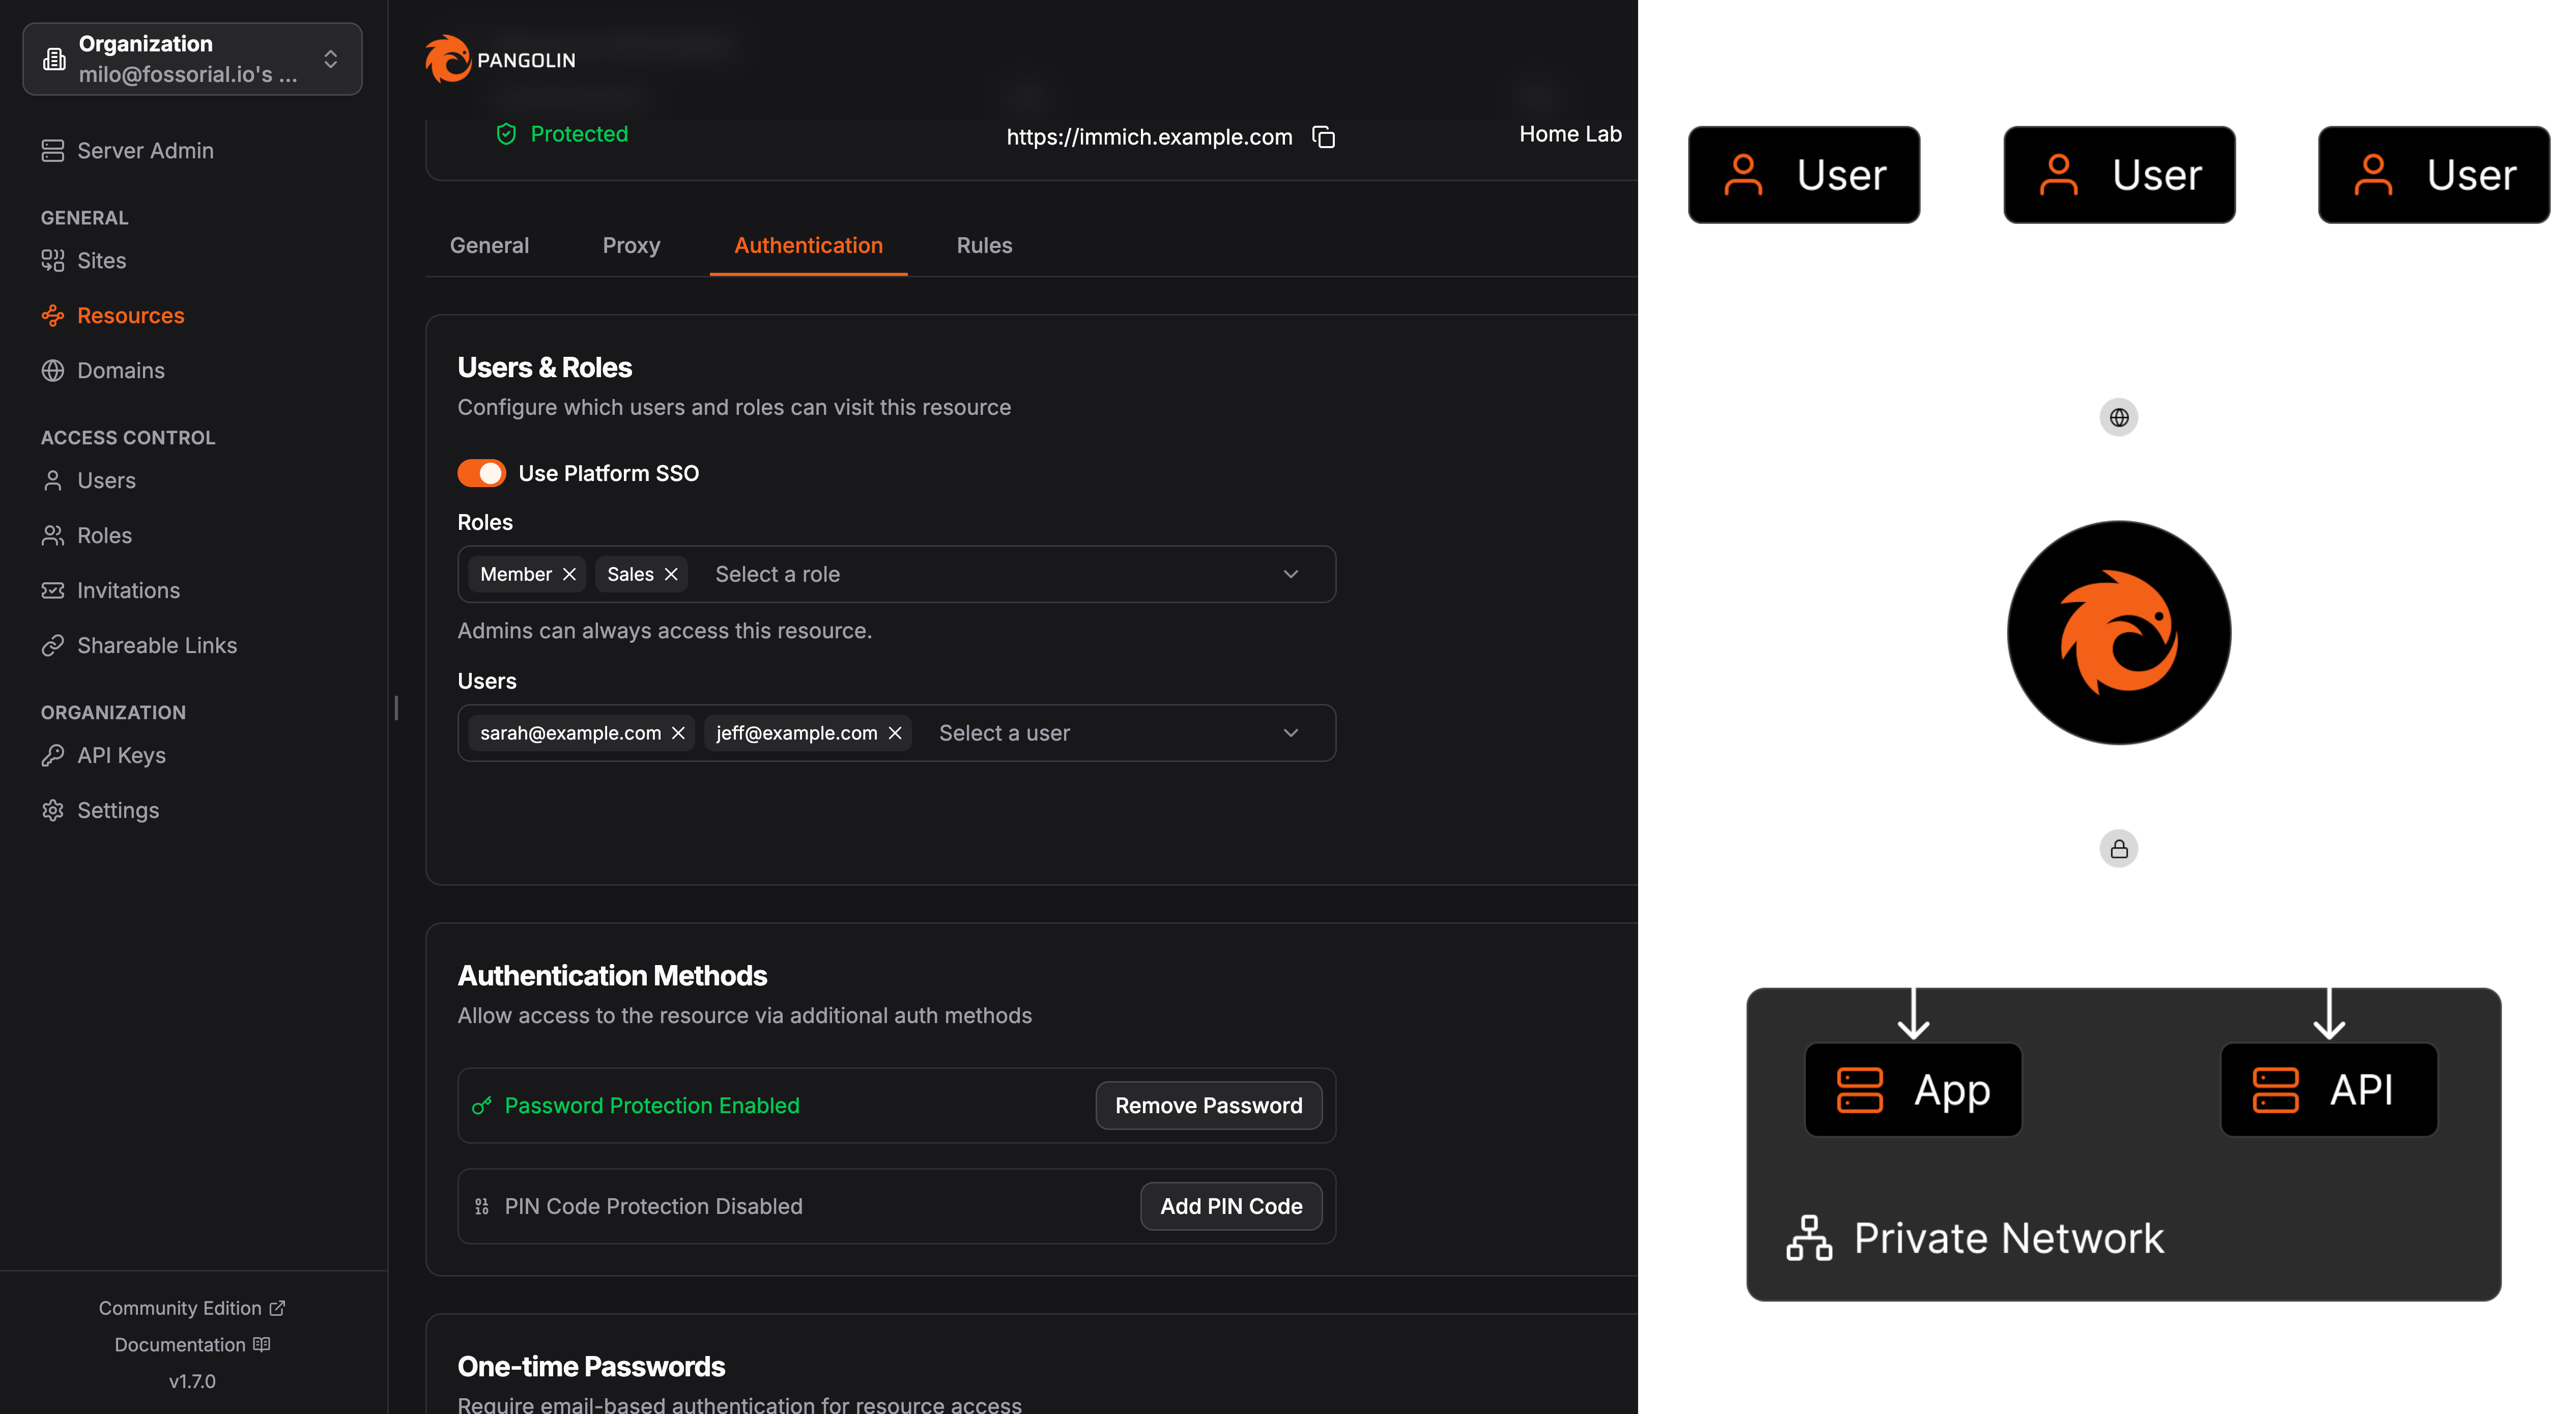 Organization
milo@fossorial.io's ...
Server Admin
GENERAL
Sites
Resources
Domains
ACCESS CONTROL
Users
Roles
Invitations
Shareable Links
ORGANIZATION
API Keys
Settings
Community Edition
Documentation
v1.7.0
PANGOLIN
Protected
https://immich.example.com
Home Lab
General
Proxy
Authentication
Rules
Users & Roles
Configure which users and roles can visit this resource
Use Platform SSO
Roles
Member
Sales
Select a role
Admins can always access this resource.
Users
sarah@example.com
jeff@example.com
Select a user
Authentication Methods
Allow access to the resource via additional auth methods
Password Protection Enabled
Remove Password
PIN Code Protection Disabled
Add PIN Code
One-time Passwords
Require email-based authentication for resource access
User
User
User
App
API
Private Network